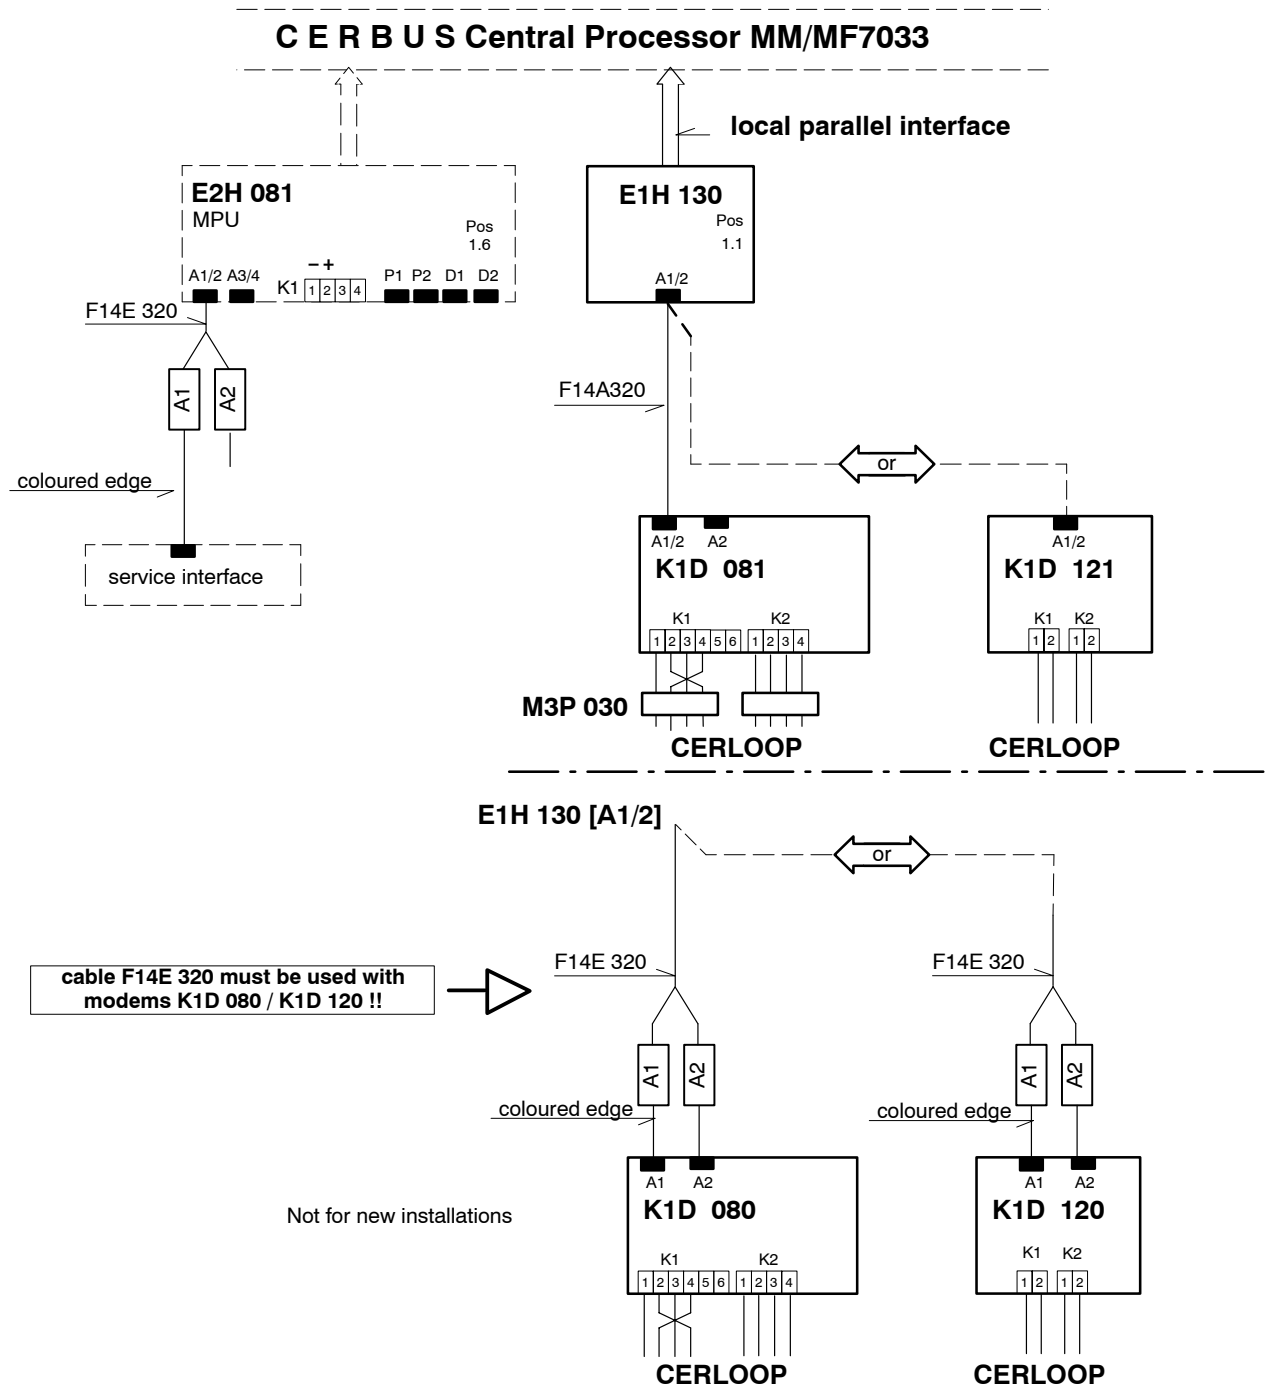 C E R B U S Central Processor MM/MF7033
local parallel interface
E2H 081
MPU
Pos
1.6
A1/2 A3/4
– +
K1 1 2 3 4
P1 P2 D1 D2
E1H 130
Pos
1.1
A1/2
F14E 320
A1 A2
coloured edge
service interface
F14A320
or
A1/2 A2
K1D 081
K1 K2
1 2 3 4 5 6 1 2 3 4
M3P 030
CERLOOP
A1/2
K1D 121
K1 K2
1 2 1 2
CERLOOP
E1H 130 [A1/2]
or
cable F14E 320 must be used with
modems K1D 080 / K1D 120 !!
F14E 320
A1 A2
coloured edge
A1 A2
K1D 080
K1 K2
1 2 3 4 5 6 1 2 3 4
CERLOOP
F14E 320
A1 A2
coloured edge
A1 A2
K1D 120
K1 K2
1 2 1 2
CERLOOP
Not for new installations